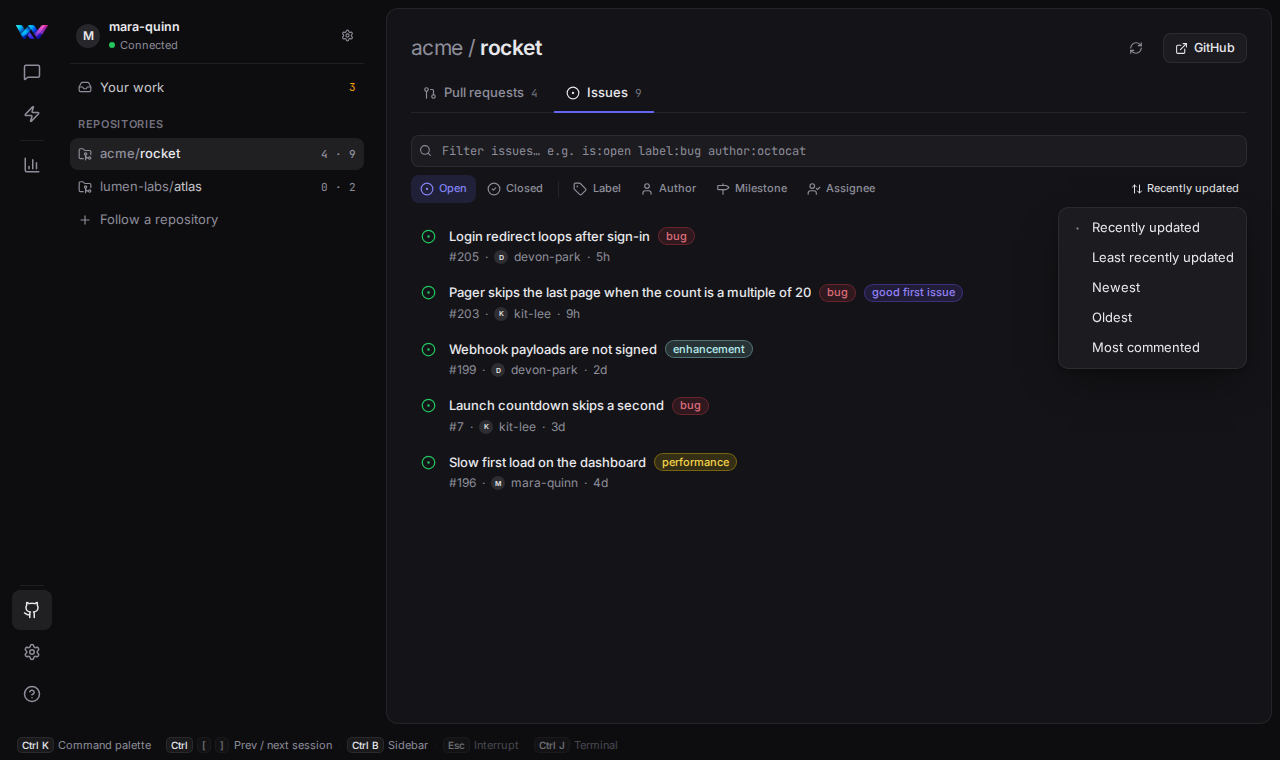 M mara-quinn
Connected
Your work 3
REPOSITORIES
acme/rocket 4 · 9
lumen-labs/atlas 0 · 2
Follow a repository
acme / rocket
GitHub
Pull requests 4 Issues 9
Filter issues… e.g. is:open label:bug author:octocat
Open Closed Label Author Milestone Assignee Recently updated
Recently updated
Least recently updated
Newest
Oldest
Most commented
Login redirect loops after sign-in bug
#205 · D devon-park · 5h
Pager skips the last page when the count is a multiple of 20 bug good first issue
#203 · K kit-lee · 9h
Webhook payloads are not signed enhancement
#199 · D devon-park · 2d
Launch countdown skips a second bug
#7 · K kit-lee · 3d
Slow first load on the dashboard performance
#196 · M mara-quinn · 4d
Ctrl K Command palette Ctrl [ ] Prev / next session Ctrl B Sidebar Esc Interrupt Ctrl J Terminal